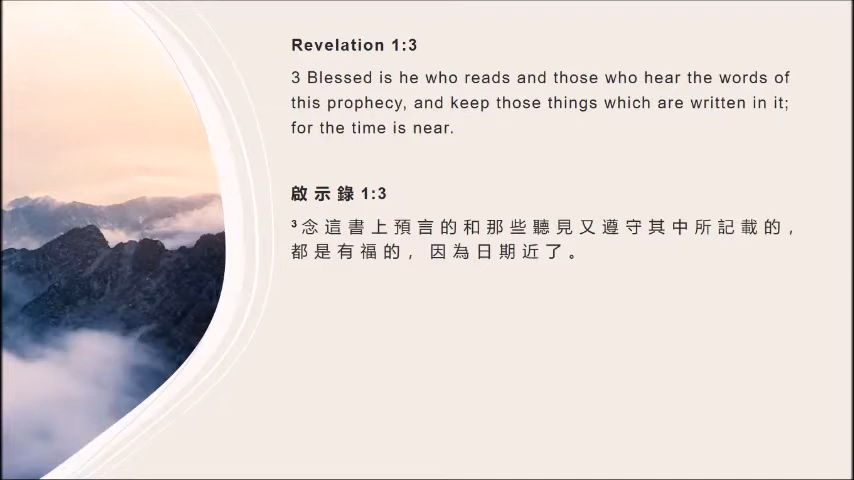 Revelation 1:3
3 Blessed is he who reads and those who hear the words of
this prophecy, and keep those things which are written in it;
for the time is near.
啟示錄 1:3
³念這書上預言的和那些聽見又遵守其中所記載的,
都是有福的, 因為日期近了。